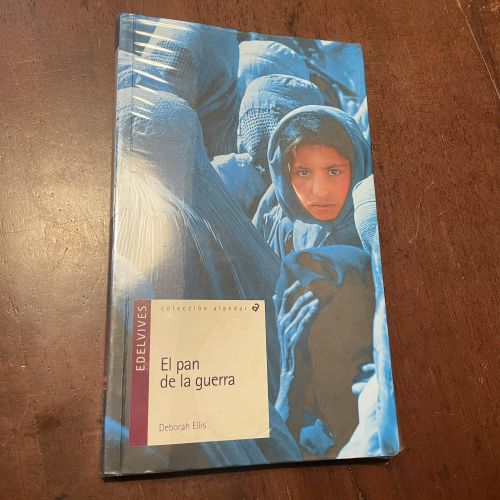 EDELVIVES
colección alandar a
El pan
de la guerra
Deborah Ellis